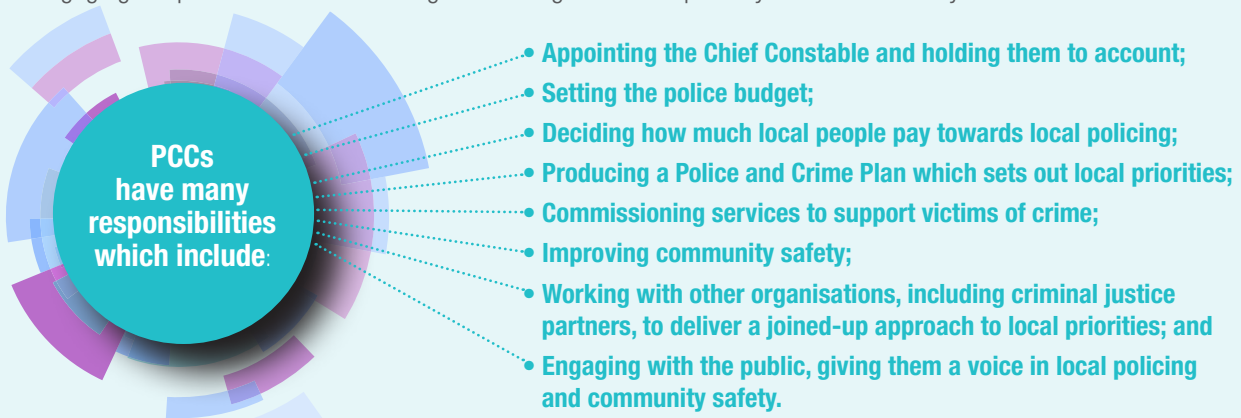 PCCs
have many
responsibilities
which include:
• Appointing the Chief Constable and holding them to account;
• Setting the police budget;
• Deciding how much local people pay towards local policing;
• Producing a Police and Crime Plan which sets out local priorities;
• Commissioning services to support victims of crime;
• Improving community safety;
• Working with other organisations, including criminal justice
partners, to deliver a joined-up approach to local priorities; and
• Engaging with the public, giving them a voice in local policing
and community safety.